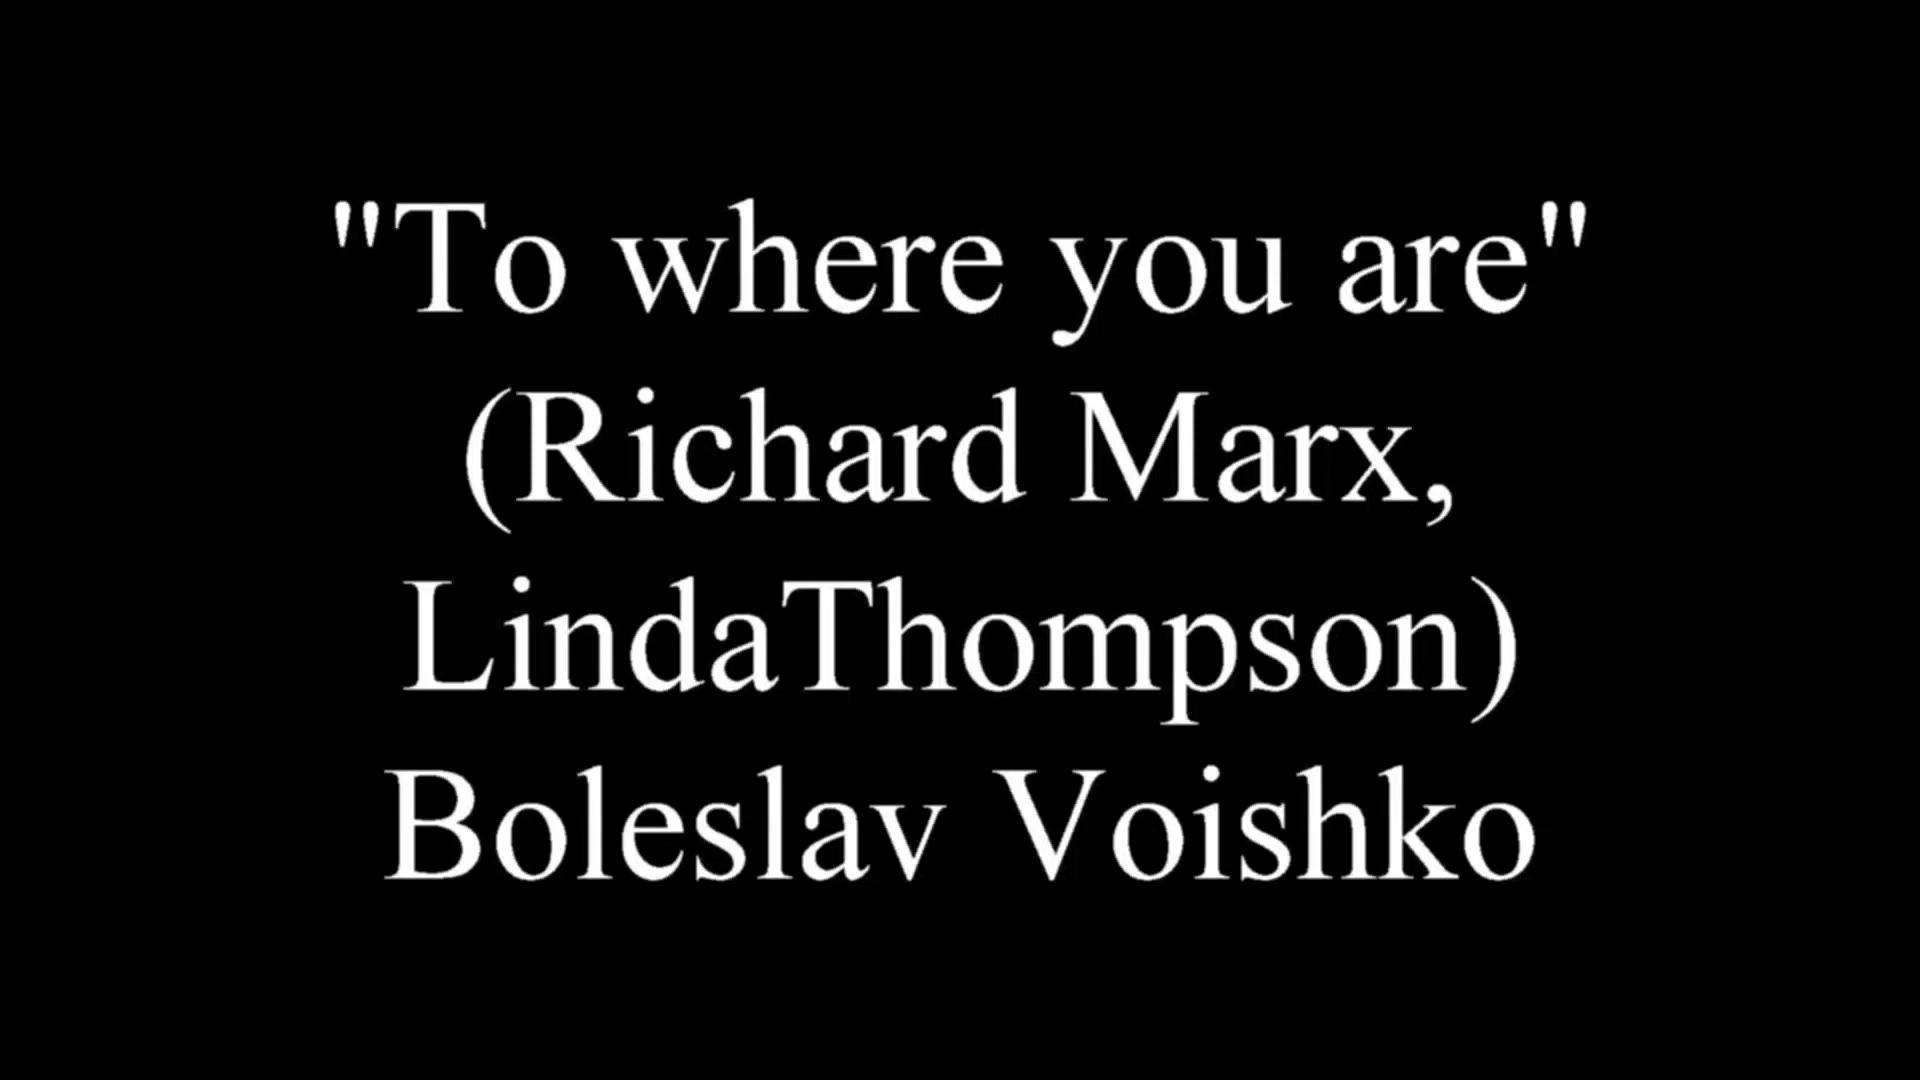 "To where you are"
(Richard Marx,
LindaThompson)
Boleslav Voishko